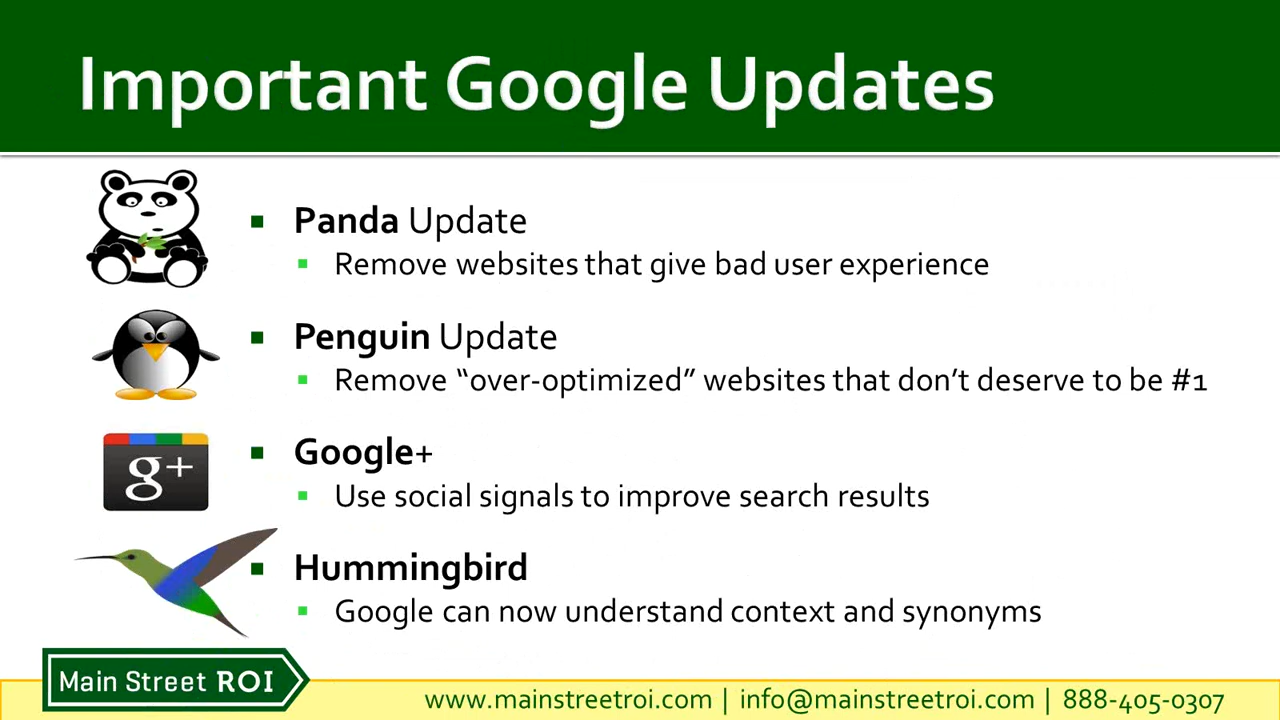 Important Google Updates
Panda Update
Remove websites that give bad user experience
Penguin Update
Remove “over-optimized” websites that don’t deserve to be #1
g+
Google+
Use social signals to improve search results
Hummingbird
Google can now understand context and synonyms
Main Street ROI
www.mainstreetroi.com | info@mainstreetroi.com | 888-405-0307